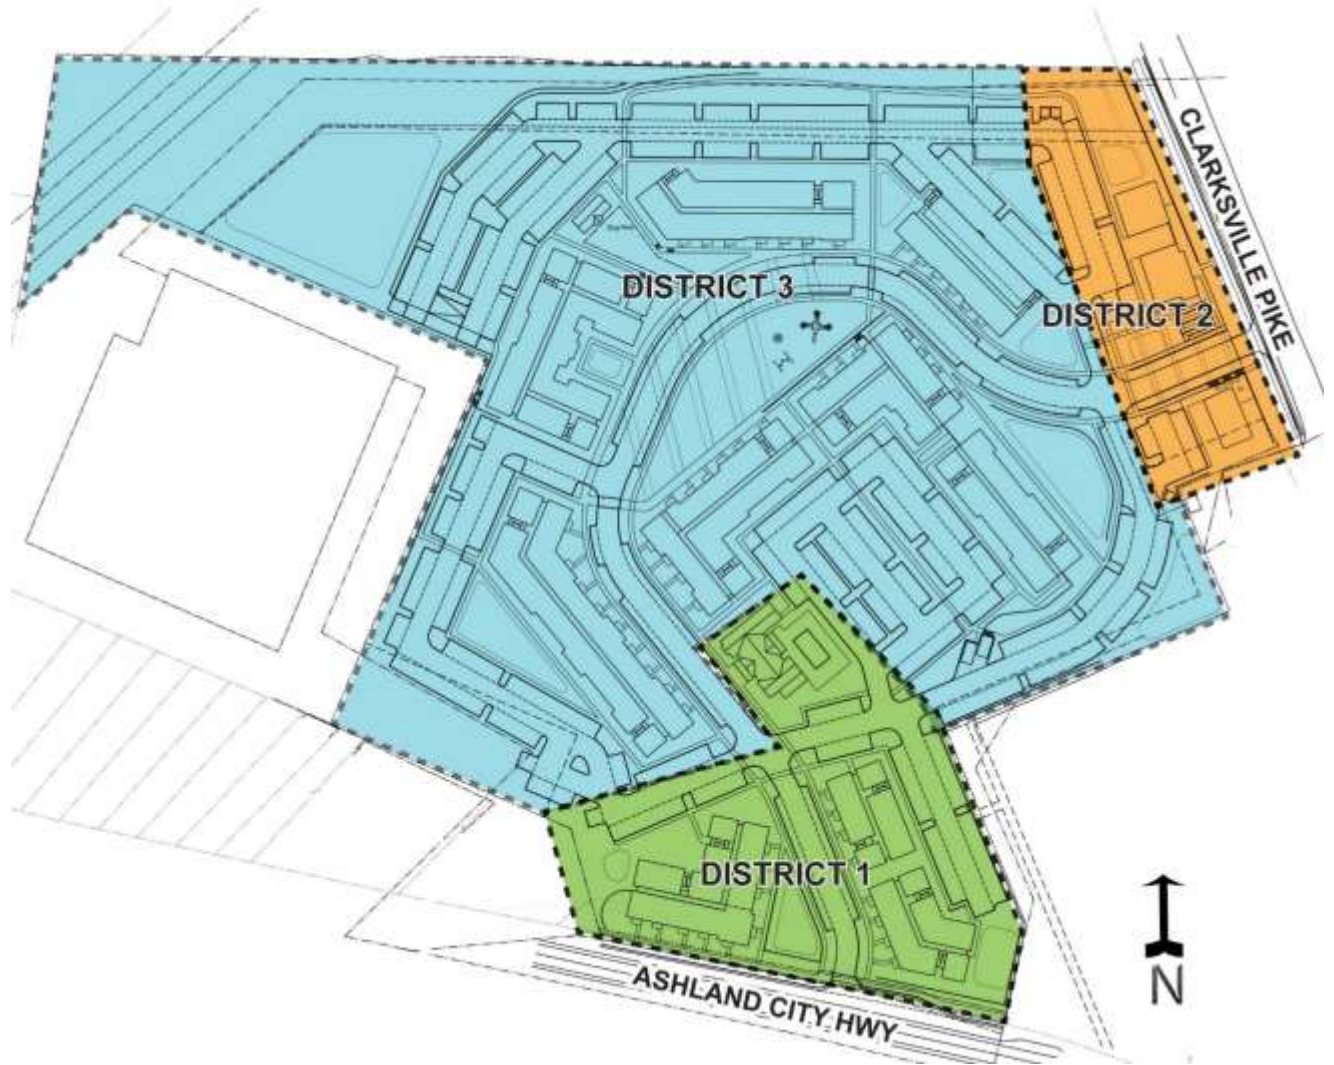 CLARKSVILLE PIKE
DISTRICT 3
DISTRICT 2
DISTRICT 1
ASHLAND CITY HWY
N